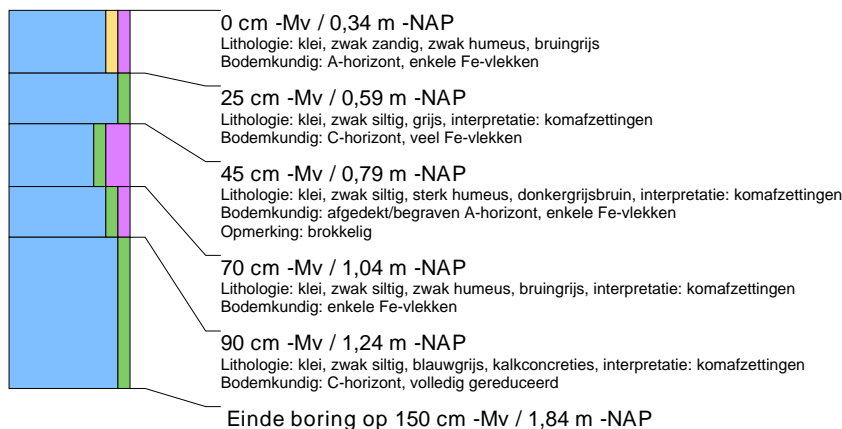 0 cm -Mv / 0,34 m -NAP
Lithologie: klei, zwak zandig, zwak humeus, bruingrijs
Bodemkundig: A-horizont, enkele Fe-vlekken
25 cm -Mv / 0,59 m -NAP
Lithologie: klei, zwak siltig, grijs, interpretatie: komafzettingen
Bodemkundig: C-horizont, veel Fe-vlekken
45 cm -Mv / 0,79 m -NAP
Lithologie: klei, zwak siltig, sterk humeus, donkergrijsbruin, interpretatie: komafzettingen
Bodemkundig: afgedekt/begraven A-horizont, enkele Fe-vlekken
Opmerking: brokkelig
70 cm -Mv / 1,04 m -NAP
Lithologie: klei, zwak siltig, zwak humeus, bruingrijs, interpretatie: komafzettingen
Bodemkundig: enkele Fe-vlekken
90 cm -Mv / 1,24 m -NAP
Lithologie: klei, zwak siltig, blauwgrijs, kalkconcreties, interpretatie: komafzettingen
Bodemkundig: C-horizont, volledig gereduceerd
Einde boring op 150 cm -Mv / 1,84 m -NAP